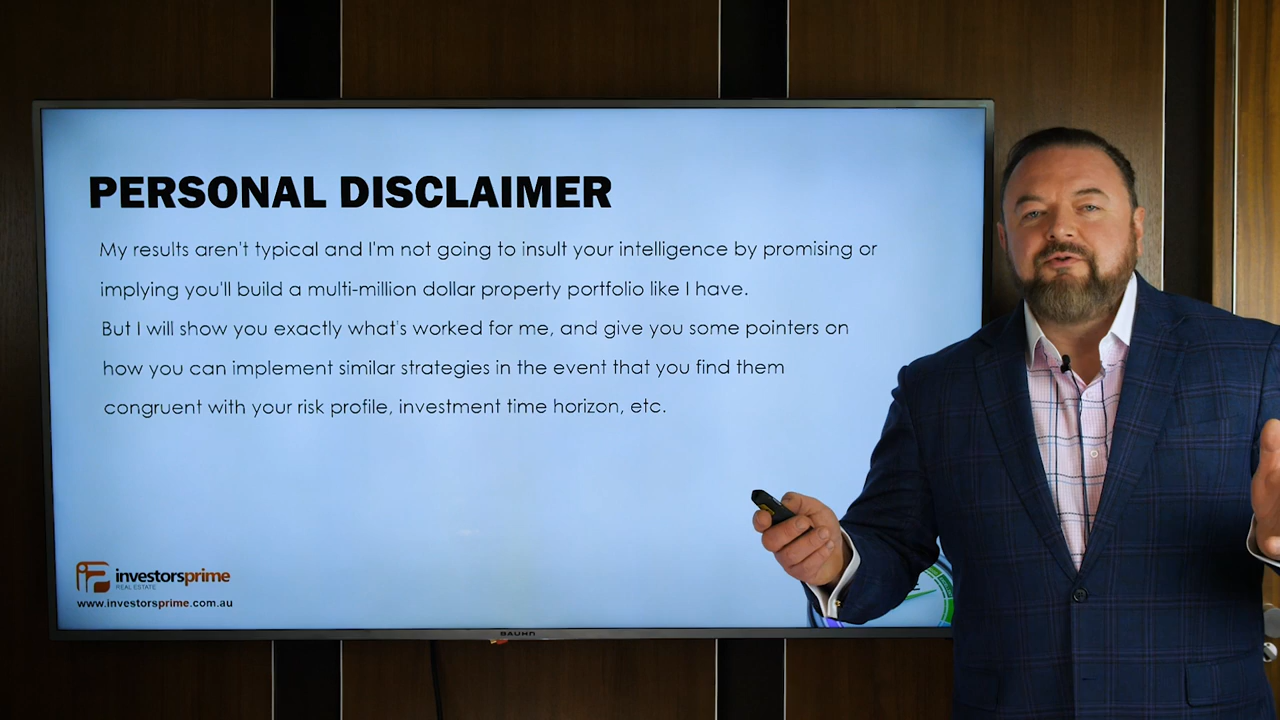 PERSONAL DISCLAIMER
My results aren't typical and I'm not going to insult your intelligence by promising or
implying you'll build a multi-million dollar property portfolio like I have.
But I will show you exactly what's worked for me, and give you some pointers on
how you can implement similar strategies in the event that you find them
congruent with your risk profile, investment time horizon, etc.
investorsprime
REAL ESTATE
www.investorsprime.com.au
BAUHN